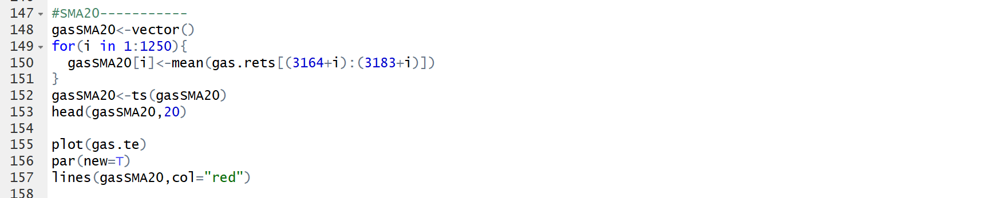 147 #SMA20-----------
148 gasSMA20<-vector()
149 for(i in 1:1250){
150   gasSMA20[i]<-mean(gas.rets[(3164+i):(3183+i)])
151 }
152 gasSMA20<-ts(gasSMA20)
153 head(gasSMA20,20)
154
155 plot(gas.te)
156 par(new=T)
157 lines(gasSMA20,col="red")
158